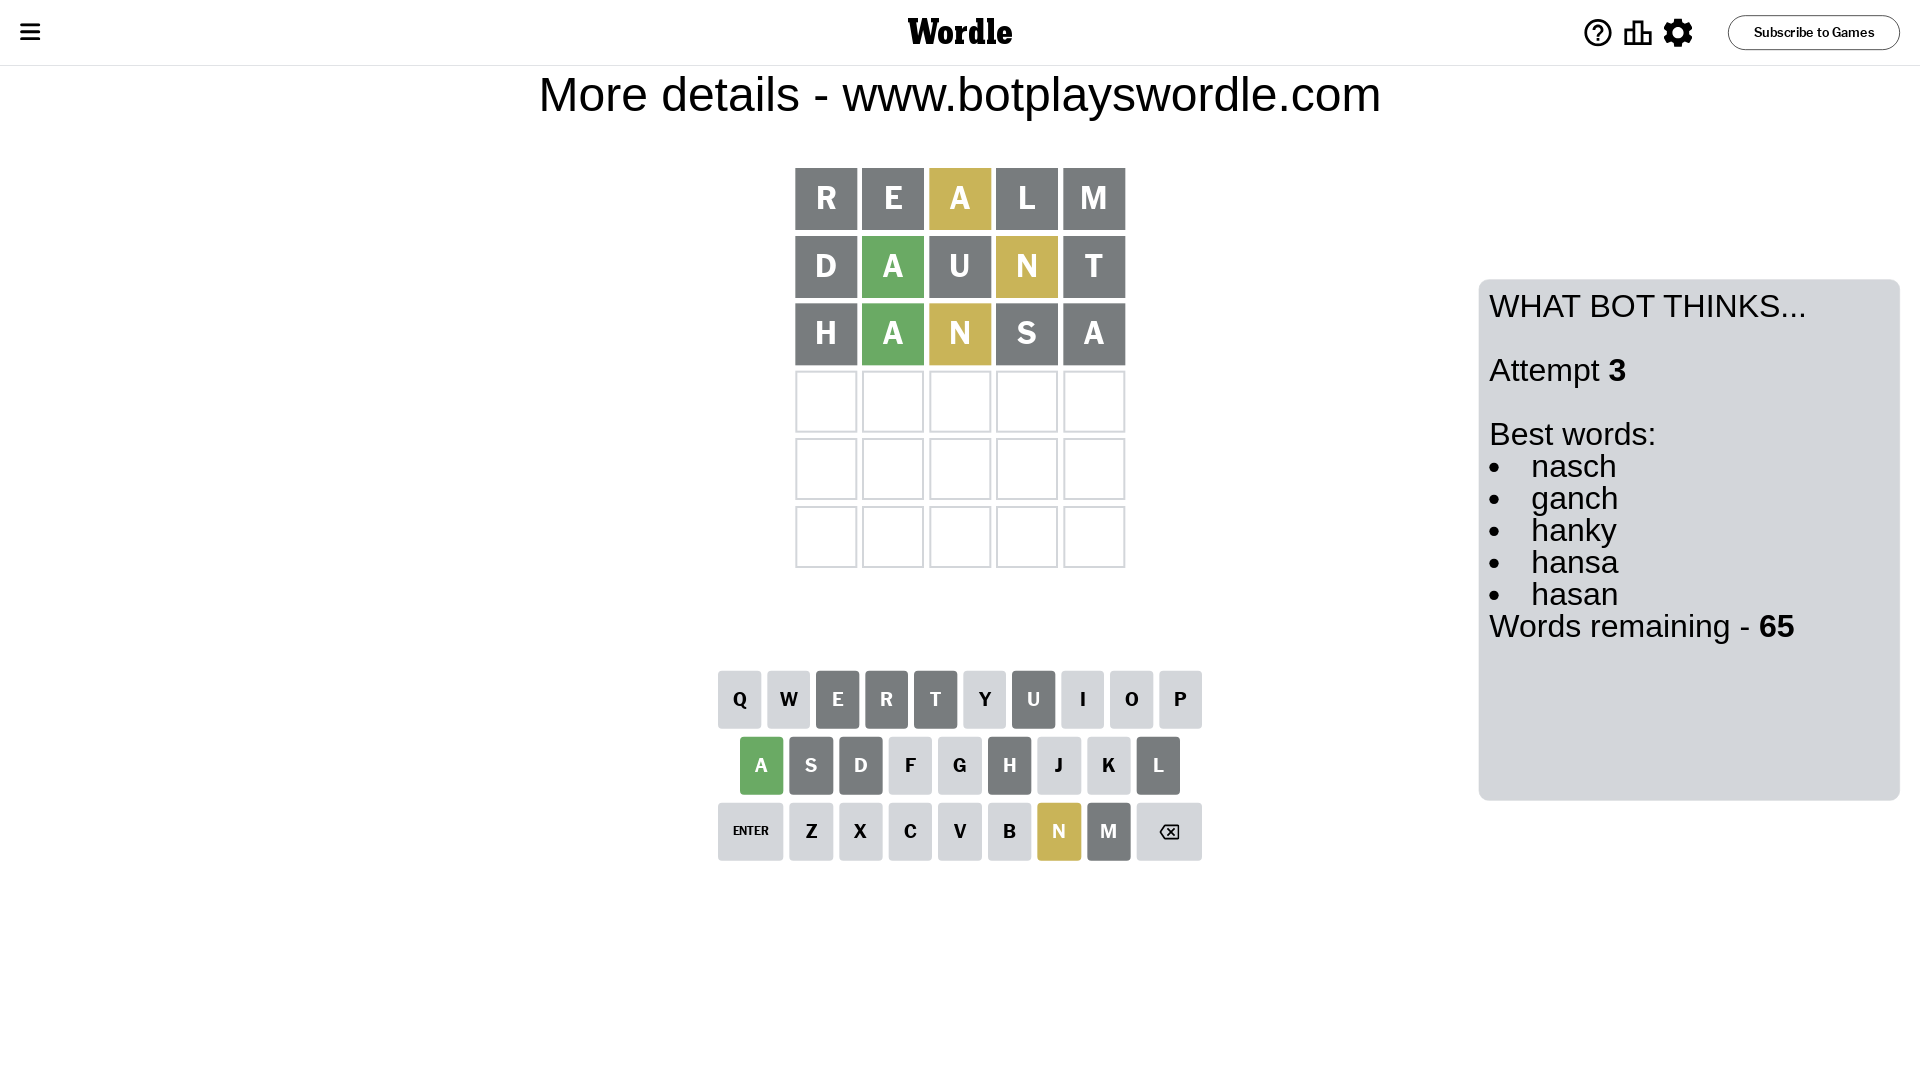 Wordle
Subscribe to Games
More details - www.botplayswordle.com
R E A L M
D A U N T
H A N S A
WHAT BOT THINKS...
Attempt 3
Best words:
• nasch
• ganch
• hanky
• hansa
• hasan
Words remaining - 65
Q W E R T Y U I O P
A S D F G H J K L
ENTER Z X C V B N M